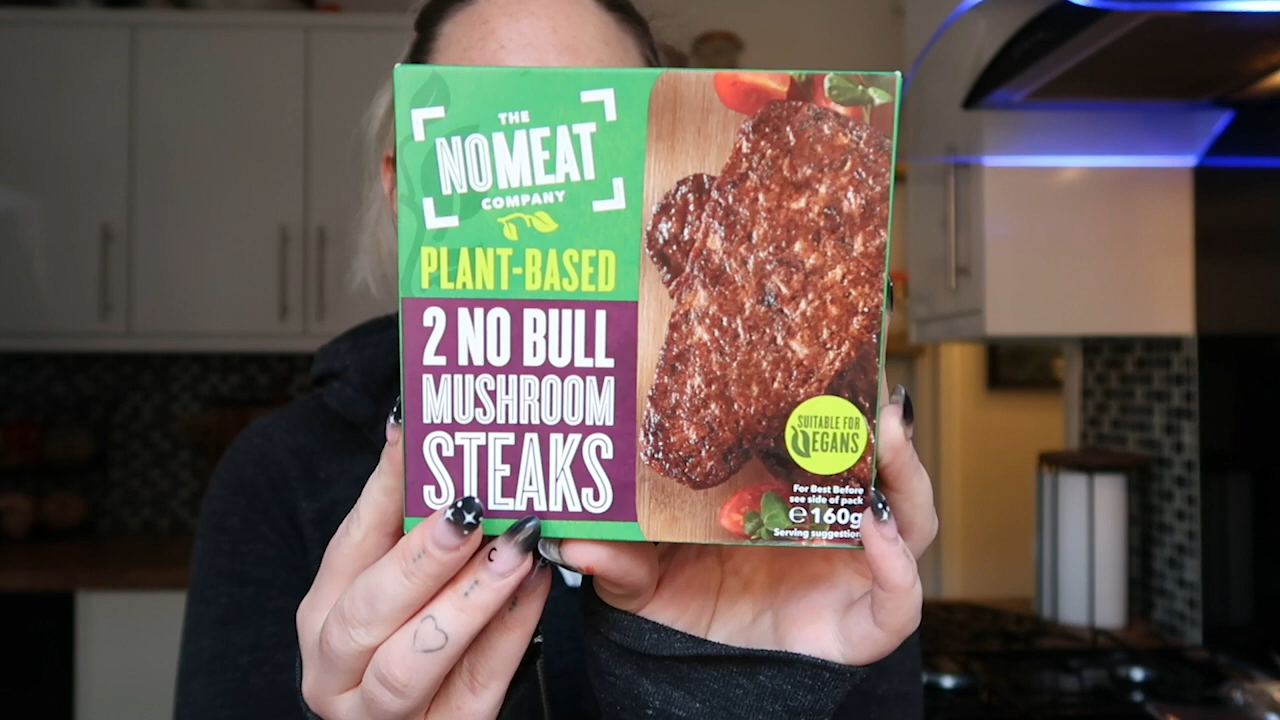 THE
NOMEAT
COMPANY
PLANT-BASED
2 NO BULL
MUSHROOM
STEAKS
SUITABLE FOR
VEGANS
For Best Before
see side of pack
℮ 160g
Serving suggestion